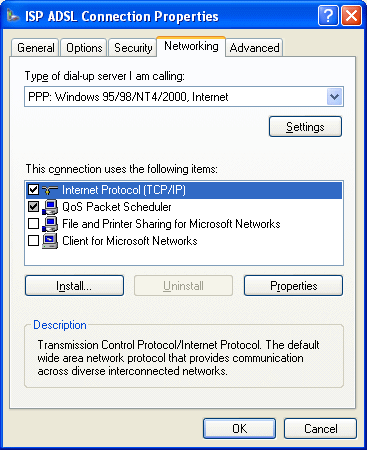 ISP ADSL Connection Properties
General Options Security Networking Advanced
Type of dial-up server I am calling:
PPP: Windows 95/98/NT4/2000, Internet
Settings
This connection uses the following items:
Internet Protocol (TCP/IP)
QoS Packet Scheduler
File and Printer Sharing for Microsoft Networks
Client for Microsoft Networks
Install... Uninstall Properties
Description
Transmission Control Protocol/Internet Protocol. The default
wide area network protocol that provides communication
across diverse interconnected networks.
OK Cancel